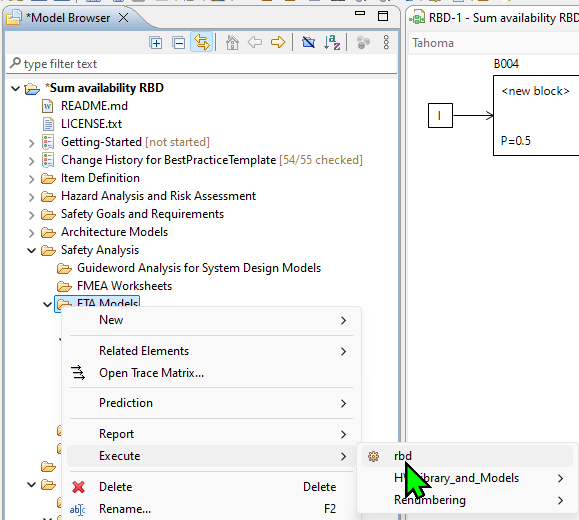 *Model Browser
type filter text
*Sum availability RBD
README.md
LICENSE.txt
Getting-Started [not started]
Change History for BestPracticeTemplate [54/55 checked]
Item Definition
Hazard Analysis and Risk Assessment
Safety Goals and Requirements
Architecture Models
Safety Analysis
Guideword Analysis for System Design Models
FMEA Worksheets
FTA Models
New
Related Elements
Open Trace Matrix...
Prediction
Report
Execute
Delete Delete
Rename... F2
rbd
Renumbering
RBD-1 - Sum availability RBD
Tahoma
B004
<new block>
I
P=0.5